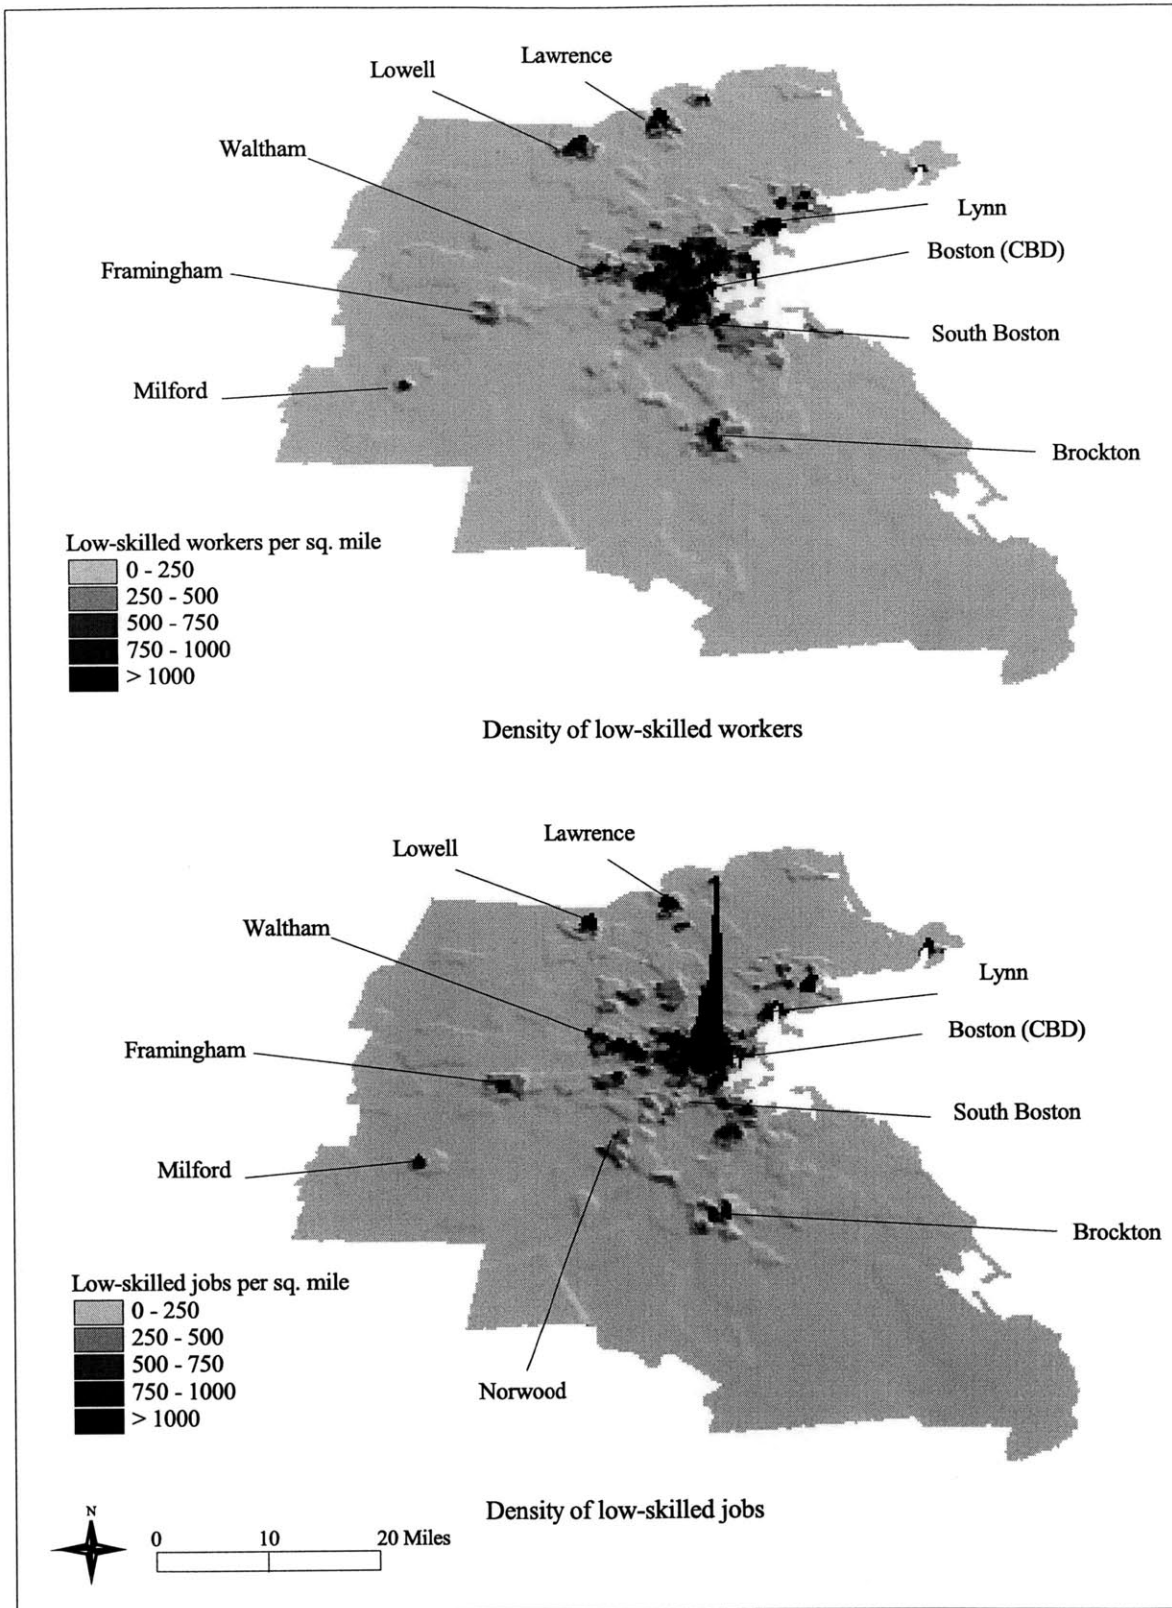 Lawrence
Lowell
Waltham
Lynn
Boston (CBD)
Framingham
South Boston
Milford
Brockton
Low-skilled workers per sq. mile
0 - 250
250 - 500
500 - 750
750 - 1000
> 1000
Density of low-skilled workers
Lawrence
Lowell
Waltham
Lynn
Boston (CBD)
Framingham
South Boston
Milford
Brockton
Low-skilled jobs per sq. mile
0 - 250
250 - 500
500 - 750
750 - 1000
> 1000
Norwood
Density of low-skilled jobs
N
0 10 20 Miles